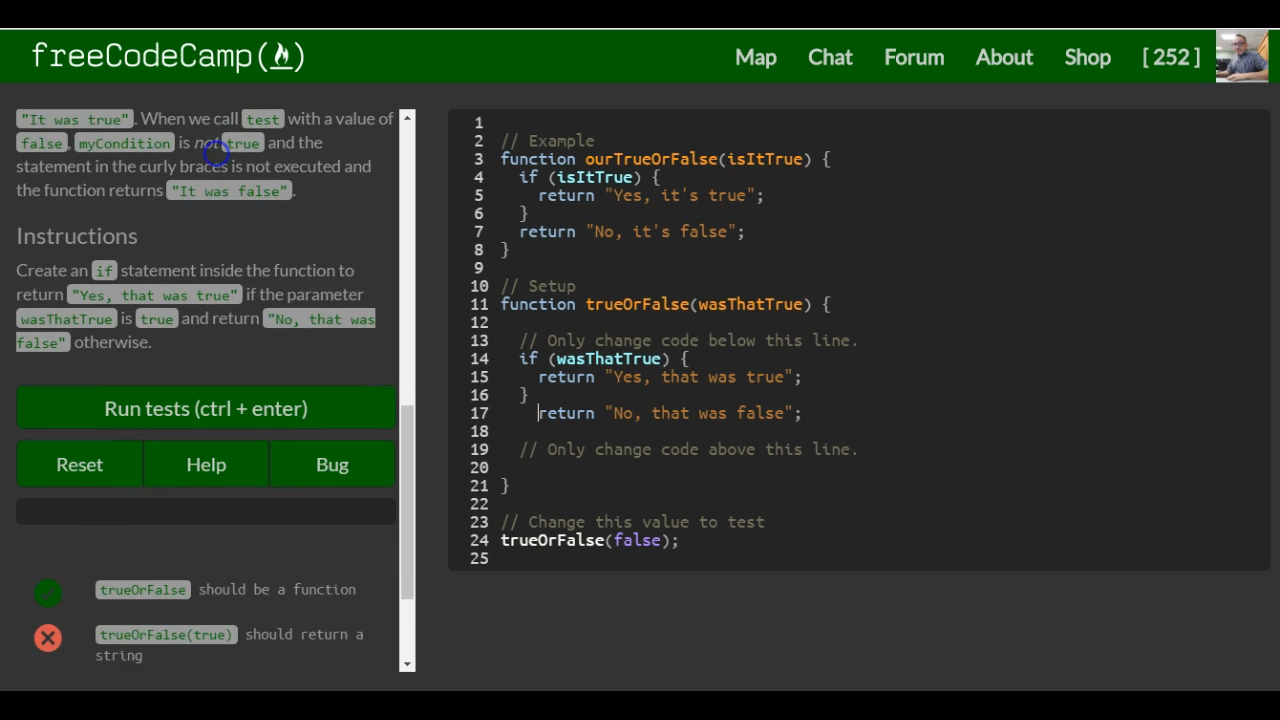 freeCodeCamp
Map Chat Forum About Shop [ 252 ]
"It was true". When we call test with a value of
false, myCondition is not true and the
statement in the curly braces is not executed and
the function returns "It was false".
Instructions
Create an if statement inside the function to
return "Yes, that was true" if the parameter
wasThatTrue is true and return "No, that was
false" otherwise.
Run tests (ctrl + enter)
Reset Help Bug
trueOrFalse should be a function
trueOrFalse(true) should return a
string
1
2 // Example
3 function ourTrueOrFalse(isItTrue) {
4 if (isItTrue) {
5 return "Yes, it's true";
6 }
7 return "No, it's false";
8 }
9
10 // Setup
11 function trueOrFalse(wasThatTrue) {
12
13 // Only change code below this line.
14 if (wasThatTrue) {
15 return "Yes, that was true";
16 }
17 return "No, that was false";
18
19 // Only change code above this line.
20
21 }
22
23 // Change this value to test
24 trueOrFalse(false);
25